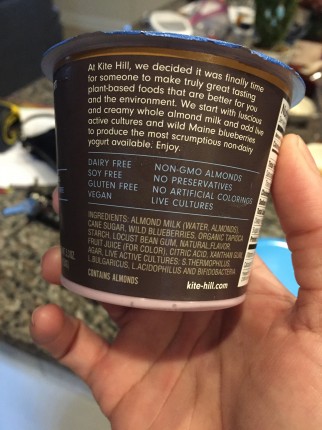 At Kite Hill, we decided it was finally time
for someone to make truly great tasting
plant-based foods that are better for you
and the environment. We start with luscious
and creamy whole almond milk and add live
active cultures and wild Maine blueberries
to produce the most scrumptious non-dairy
yogurt available. Enjoy.
DAIRY FREE NON-GMO ALMONDS
SOY FREE NO PRESERVATIVES
GLUTEN FREE NO ARTIFICIAL COLORINGS
VEGAN LIVE CULTURES
INGREDIENTS: ALMOND MILK (WATER, ALMONDS),
CANE SUGAR, WILD BLUEBERRIES, ORGANIC TAPIOCA
STARCH, LOCUST BEAN GUM, NATURAL FLAVOR,
FRUIT JUICE (FOR COLOR), CITRIC ACID, XANTHAN GUM,
AGAR, LIVE ACTIVE CULTURES: S.THERMOPHILUS,
L.BULGARICUS, L.ACIDOPHILUS AND BIFIDOBACTERIA
CONTAINS ALMONDS
kite-hill.com